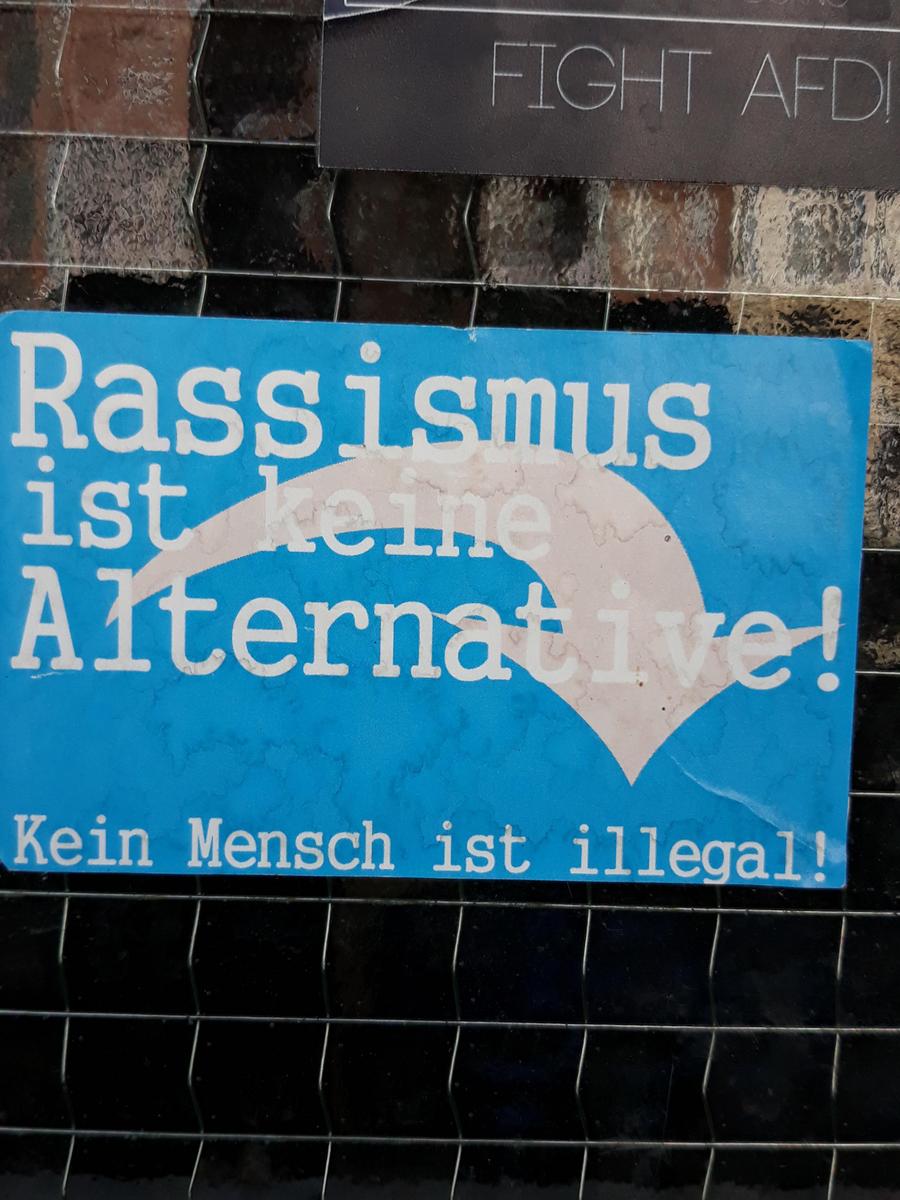 FIGHT AFD!
Rassismus
ist keine
Alternative!
Kein Mensch ist illegal!